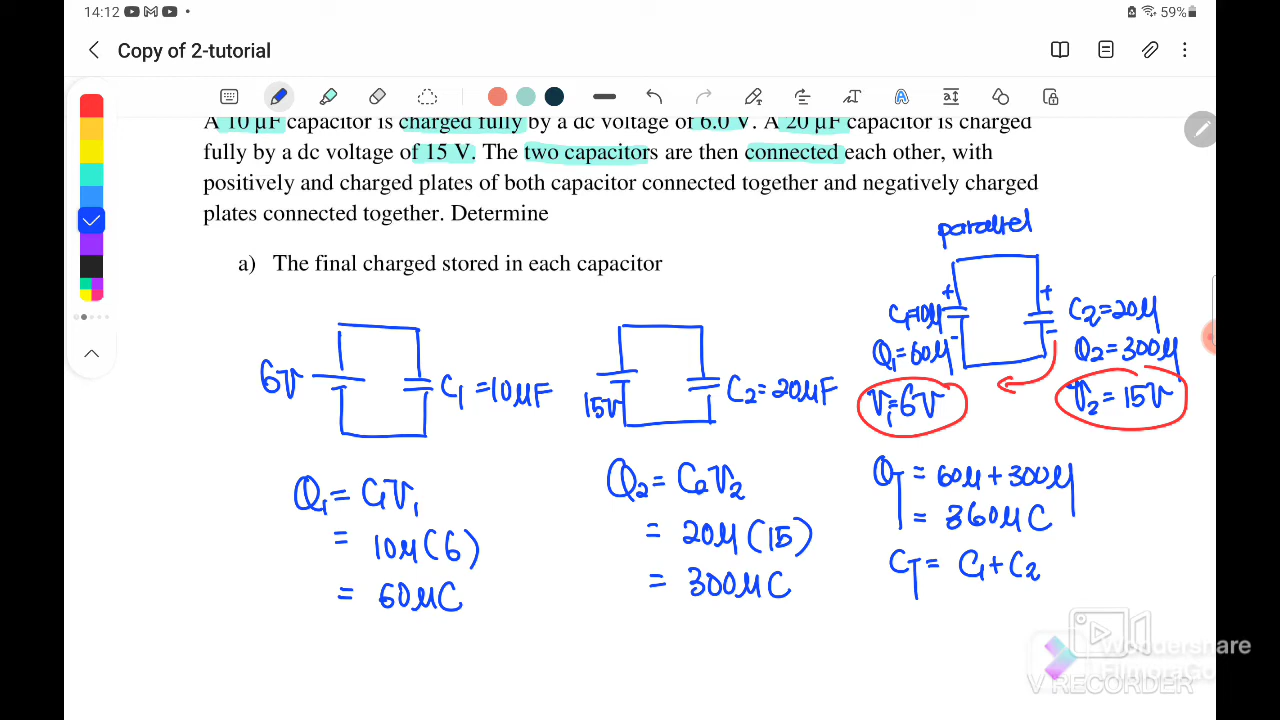 14:12
59%
Copy of 2-tutorial
A 10 μF capacitor is charged fully by a dc voltage of 6.0 V. A 20 μF capacitor is charged
fully by a dc voltage of 15 V. The two capacitors are then connected each other, with
positively and charged plates of both capacitor connected together and negatively charged
plates connected together. Determine
a) The final charged stored in each capacitor
parallel
6V
C1 = 10μF
15V
C2 = 20μF
+
+
C1=10μ
C2=20μ
-
-
Q1=60μ
Q2=300μ
V1=6V
V2=15V
Q1 = C1V1
= 10μ(6)
= 60μC
Q2 = C2V2
= 20μ(15)
= 300μC
QT = 60μ+300μ
= 360μC
CT = C1+C2
Wondershare
FilmoraGo
V RECORDER